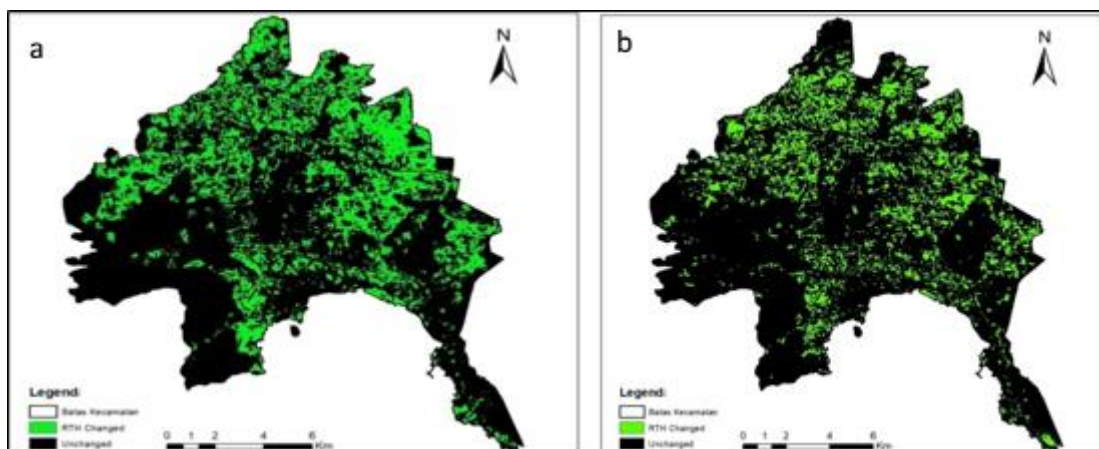 a
N
Legend:
Batas Kecamatan
RTH Changed
Unchanged
0 1 2 4 6
Km
b
N
Legend:
Batas Kecamatan
RTH Changed
Unchanged
0 1 2 4 6
Km